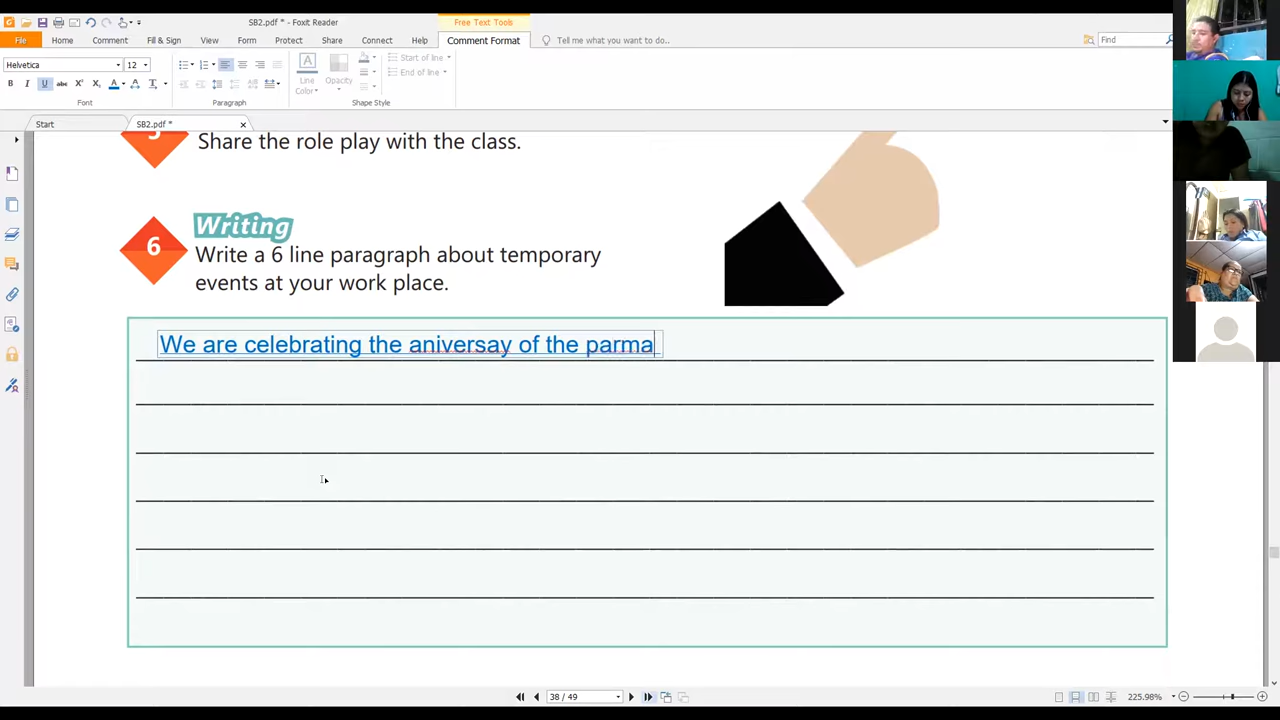 SB2.pdf * - Foxit Reader
Free Text Tools
File
Home
Comment
Fill & Sign
View
Form
Protect
Share
Connect
Help
Comment Format
Tell me what you want to do..
Find
Helvetica
12
Start of line
End of line
Line Color
Opacity
Font
Paragraph
Shape Style
Start
SB2.pdf *
Share the role play with the class.
Writing
6
Write a 6 line paragraph about temporary
events at your work place.
We are celebrating the aniversay of the parma
38 / 49
225.98%